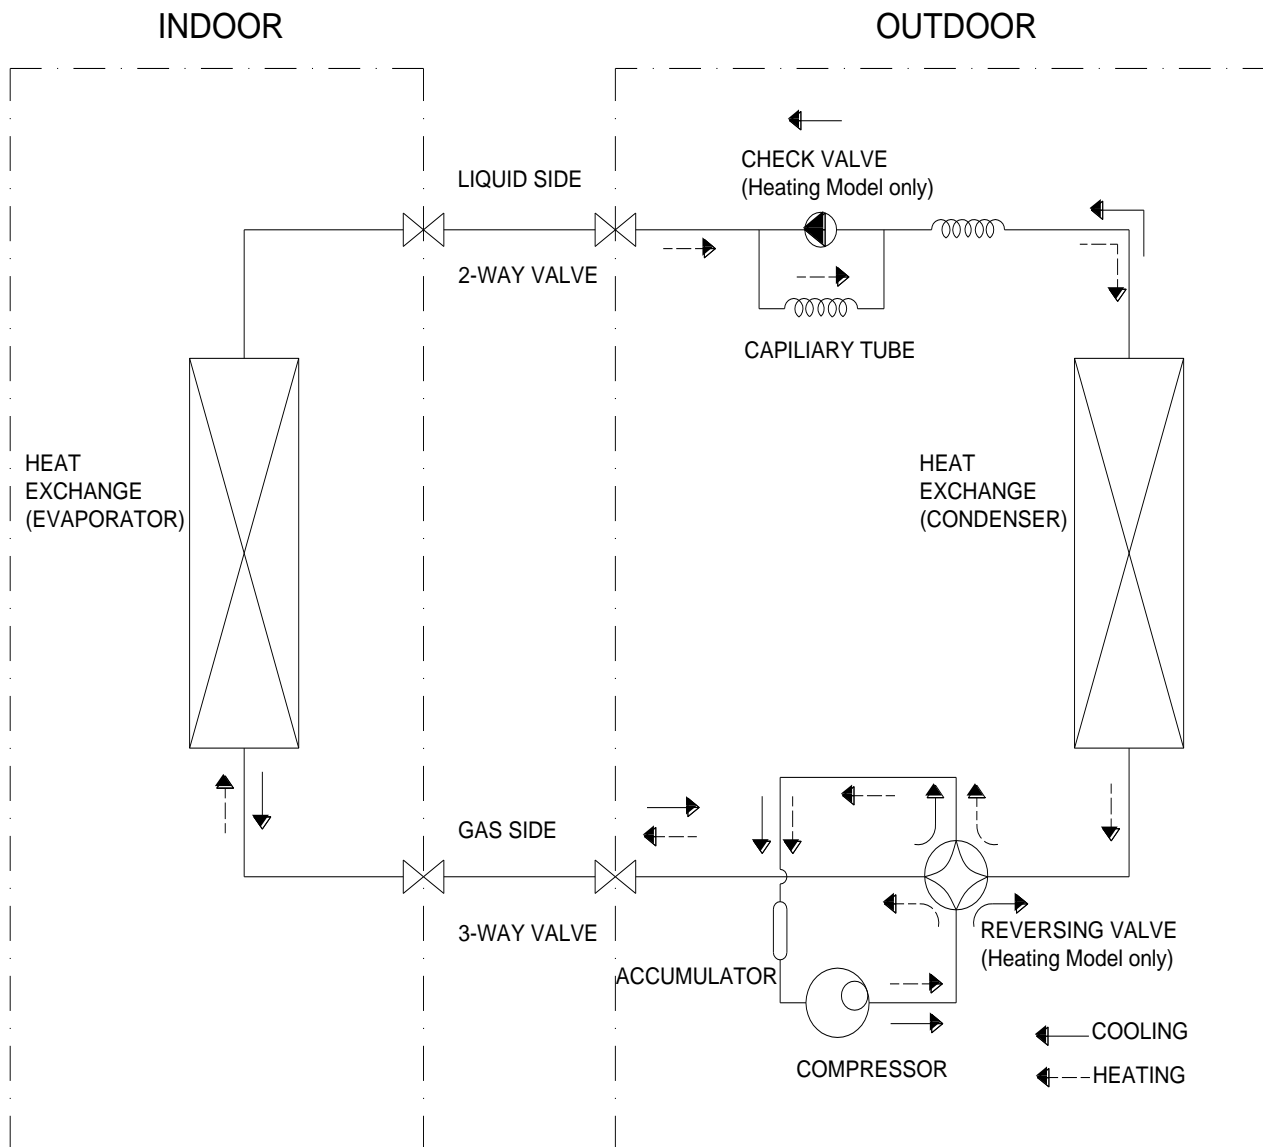 INDOOR
OUTDOOR
CHECK VALVE
(Heating Model only)
LIQUID SIDE
2-WAY VALVE
CAPILIARY TUBE
HEAT
EXCHANGE
(EVAPORATOR)
HEAT
EXCHANGE
(CONDENSER)
GAS SIDE
3-WAY VALVE
REVERSING VALVE
(Heating Model only)
ACCUMULATOR
COMPRESSOR
COOLING
HEATING